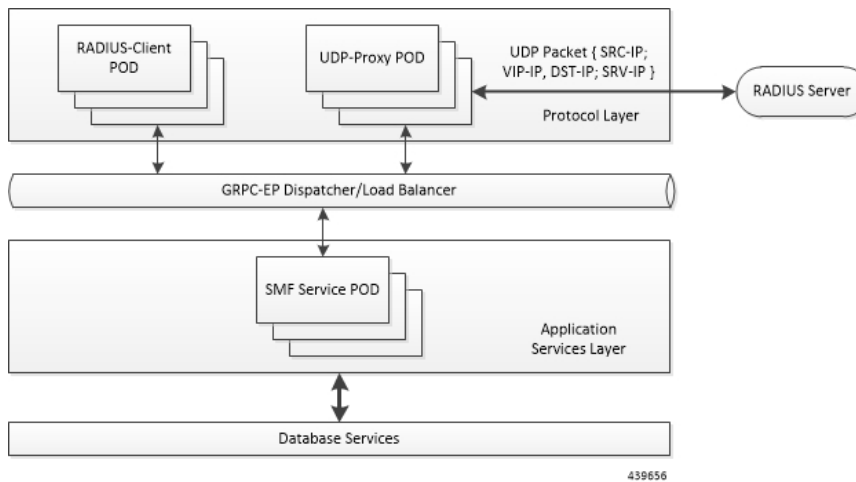 RADIUS-Client
POD
UDP-Proxy POD
UDP Packet { SRC-IP;
VIP-IP, DST-IP; SRV-IP }
RADIUS Server
Protocol Layer
GRPC-EP Dispatcher/Load Balancer
SMF Service POD
Application
Services Layer
Database Services
439656